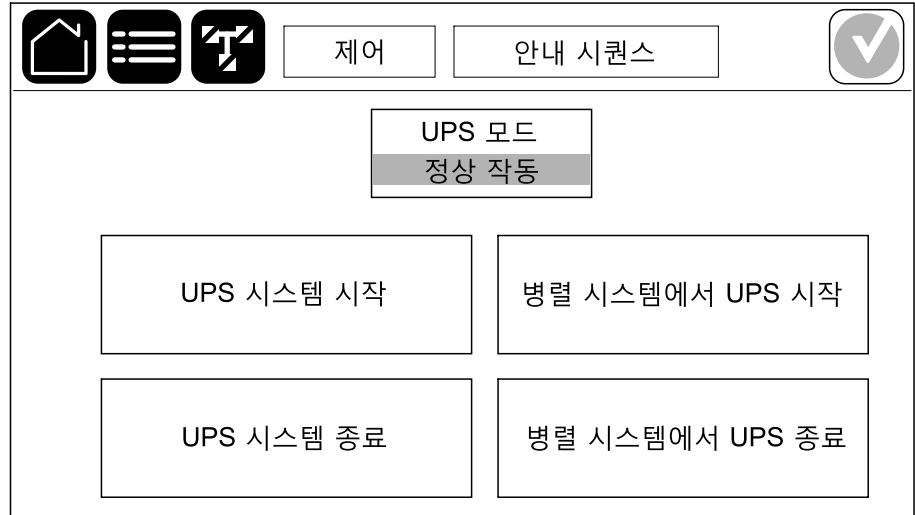 제어
안내 시퀀스
UPS 모드
정상 작동
UPS 시스템 시작
병렬 시스템에서 UPS 시작
UPS 시스템 종료
병렬 시스템에서 UPS 종료